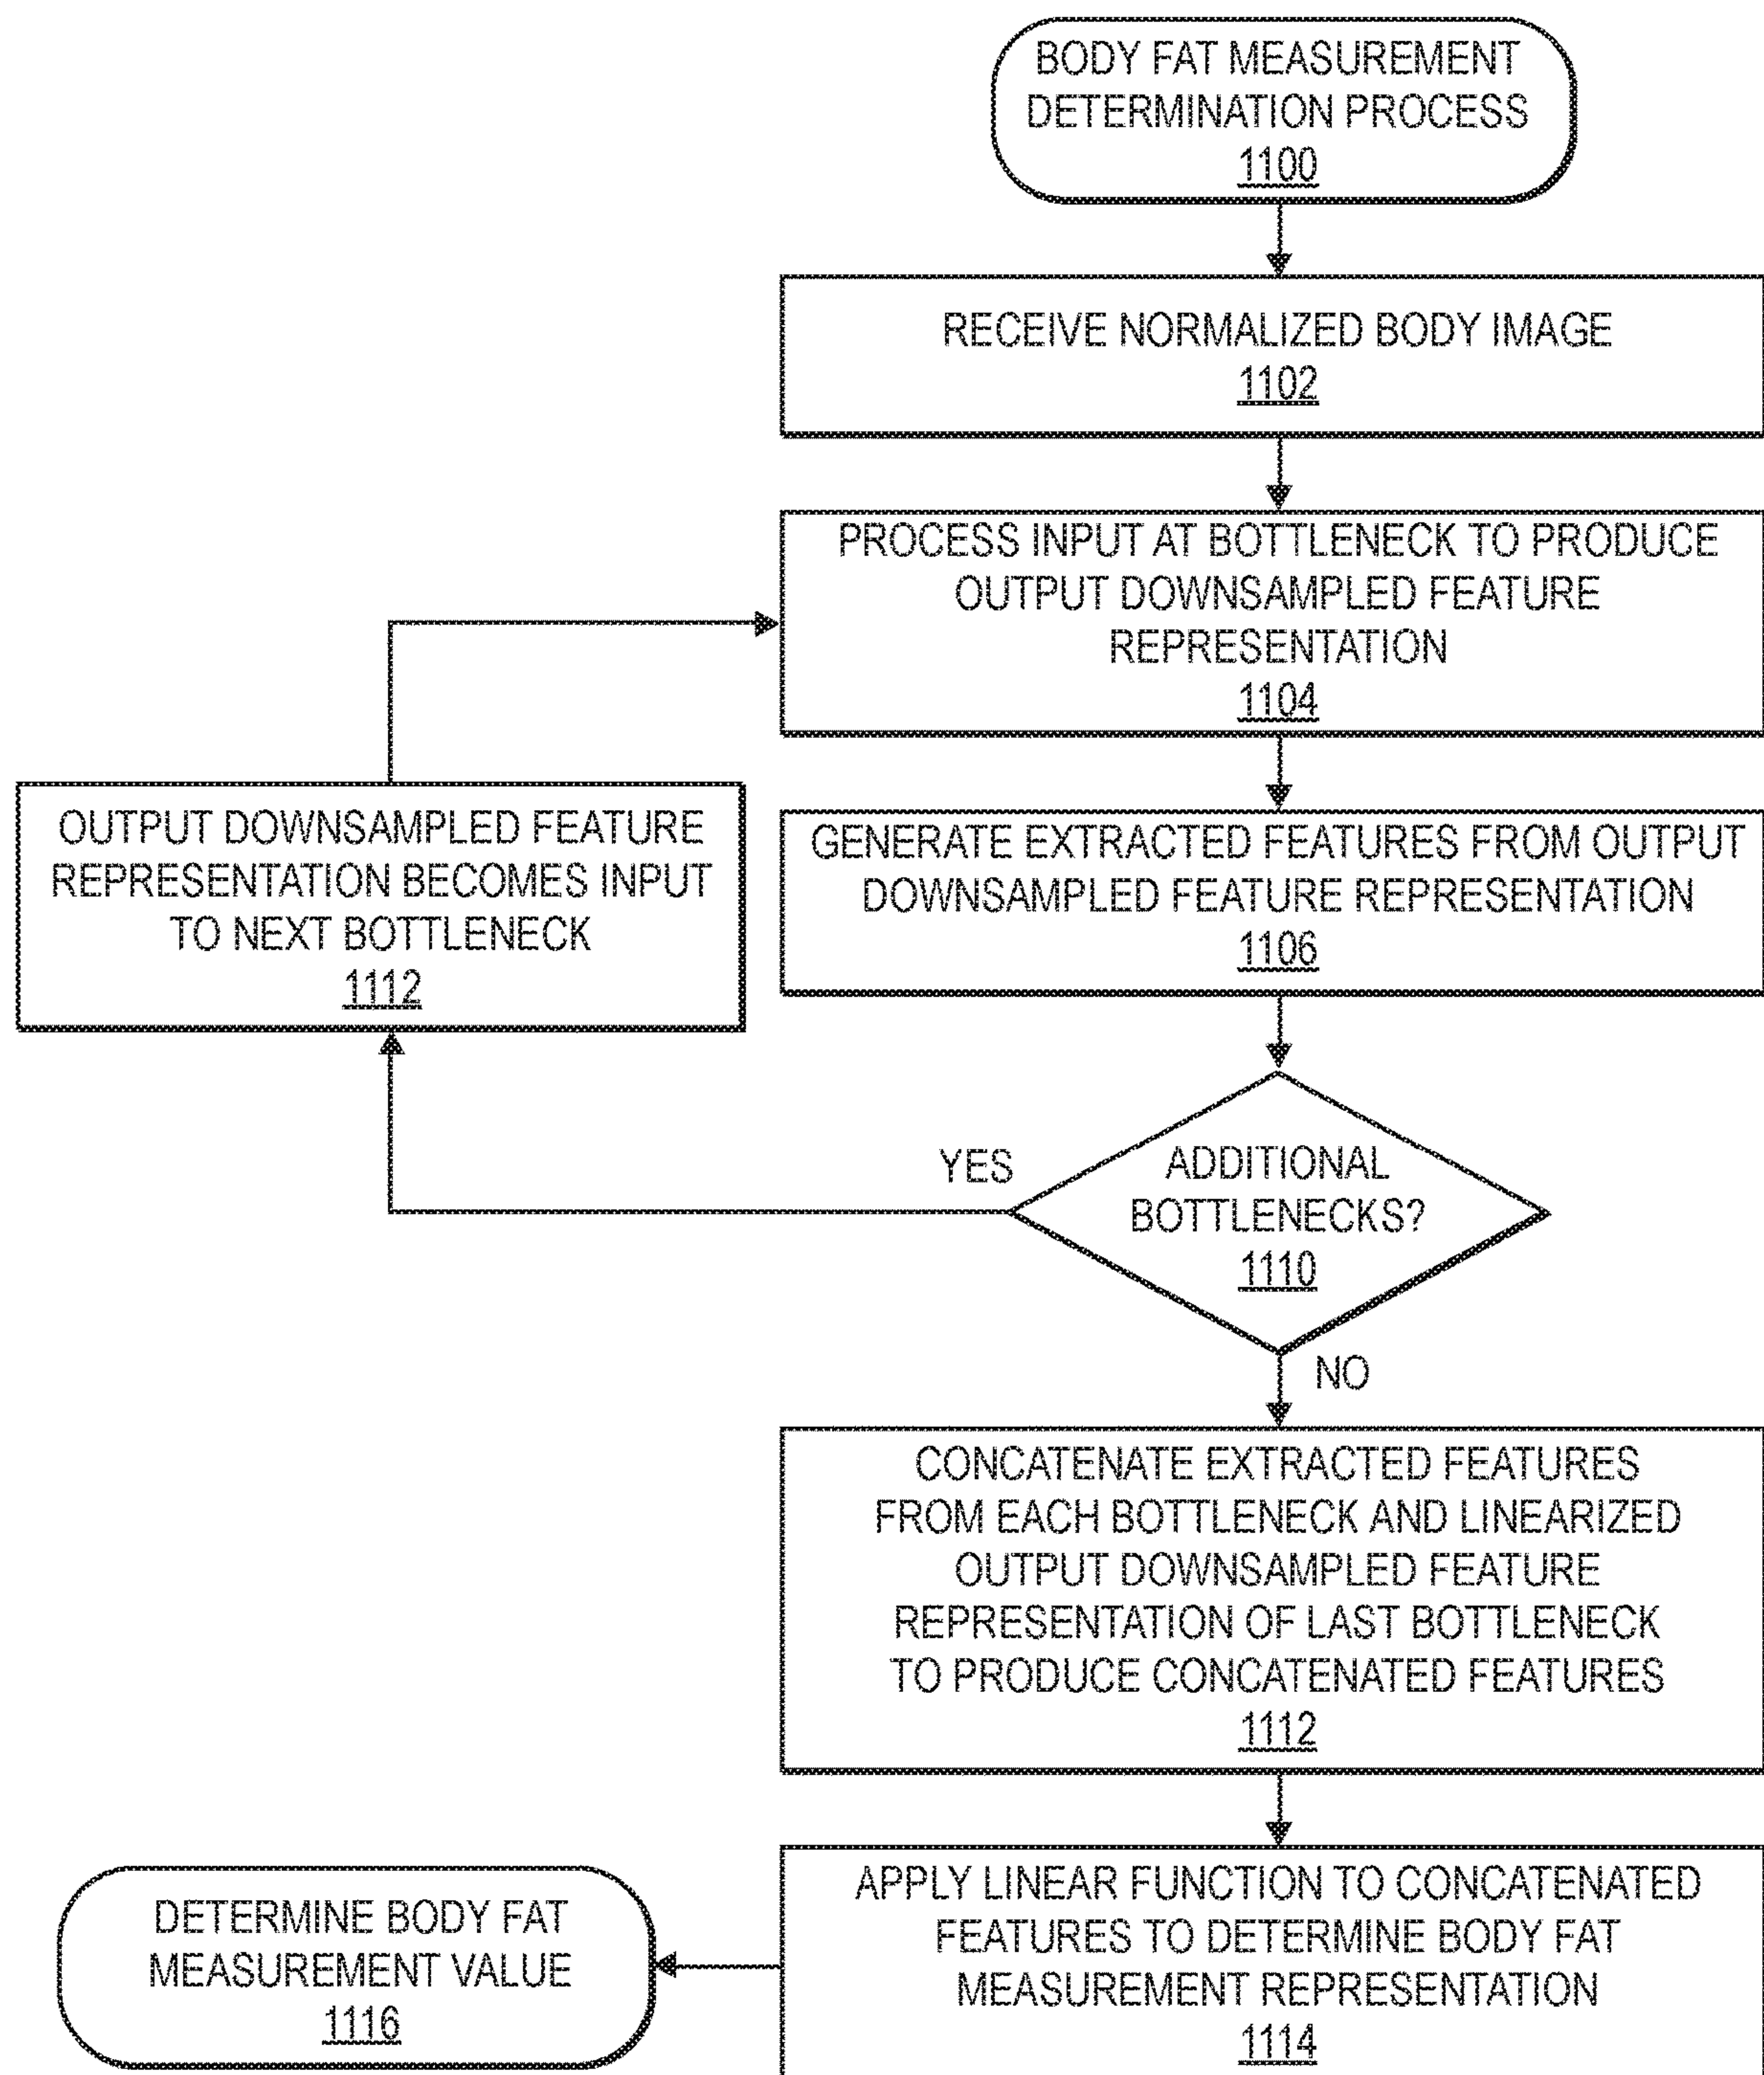 BODY FAT MEASUREMENT
DETERMINATION PROCESS
1100
RECEIVE NORMALIZED BODY IMAGE
1102
PROCESS INPUT AT BOTTLENECK TO PRODUCE
OUTPUT DOWNSAMPLED FEATURE
REPRESENTATION
1104
OUTPUT DOWNSAMPLED FEATURE
REPRESENTATION BECOMES INPUT
TO NEXT BOTTLENECK
1112
GENERATE EXTRACTED FEATURES FROM OUTPUT
DOWNSAMPLED FEATURE REPRESENTATION
1106
YES
ADDITIONAL
BOTTLENECKS?
1110
NO
CONCATENATE EXTRACTED FEATURES
FROM EACH BOTTLENECK AND LINEARIZED
OUTPUT DOWNSAMPLED FEATURE
REPRESENTATION OF LAST BOTTLENECK
TO PRODUCE CONCATENATED FEATURES
1112
APPLY LINEAR FUNCTION TO CONCATENATED
FEATURES TO DETERMINE BODY FAT
MEASUREMENT REPRESENTATION
1114
DETERMINE BODY FAT
MEASUREMENT VALUE
1116